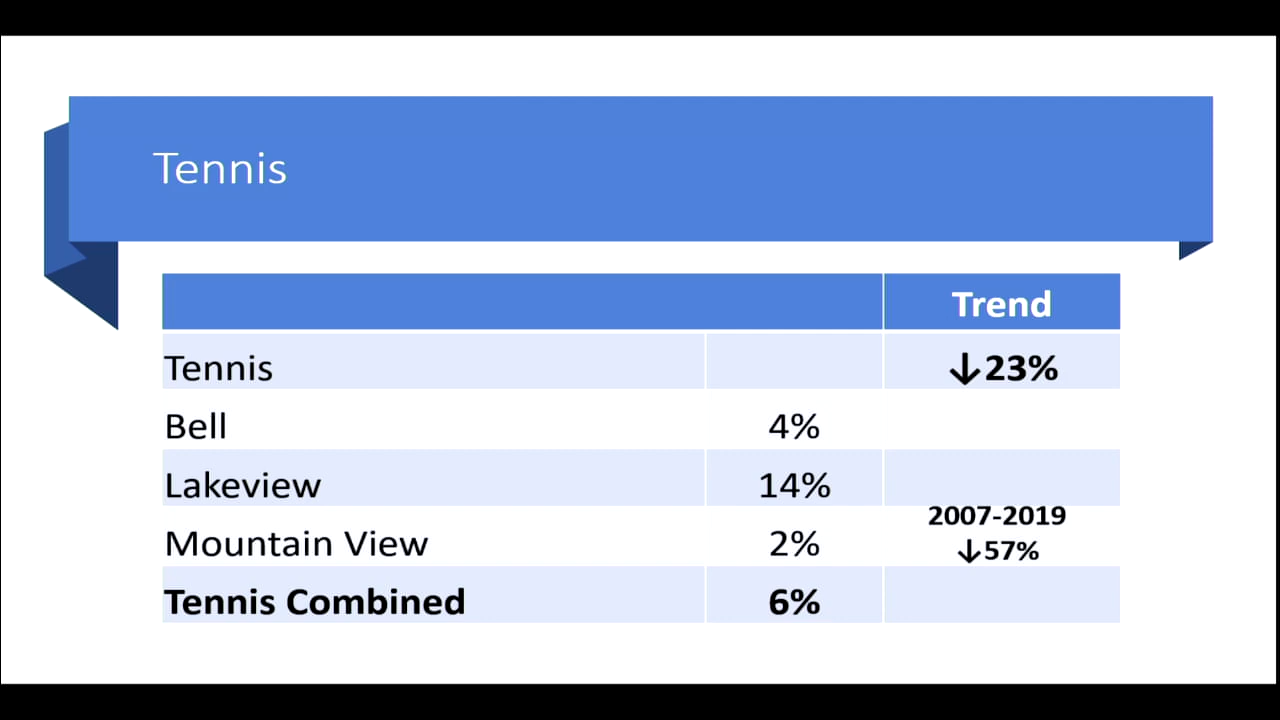 Tennis
Trend
Tennis ↓23%
Bell 4%
Lakeview 14%
2007-2019
Mountain View 2% ↓57%
Tennis Combined 6%